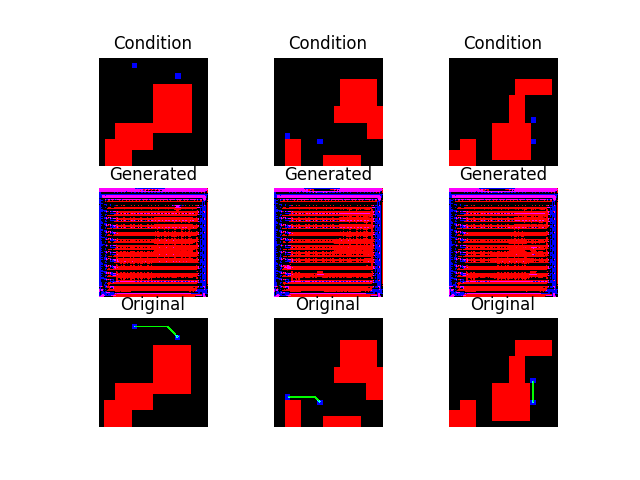 Condition Condition Condition
Generated Generated Generated
Original Original Original